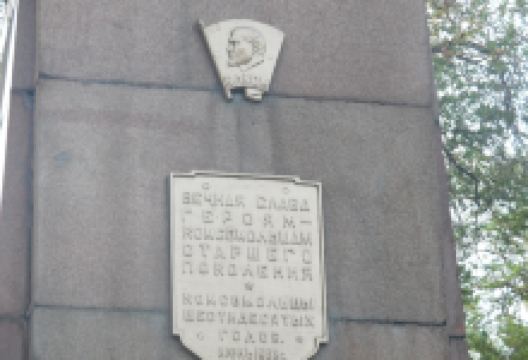 ВЕЧНАЯ СЛАВА
ГЕРОЯМ-
КОМСОМОЛЬЦАМ
СТАРШЕГО
ПОКОЛЕНИЯ
КОМСОМОЛЬЦЫ
ШЕСТИДЕСЯТЫХ
ГОДОВ.